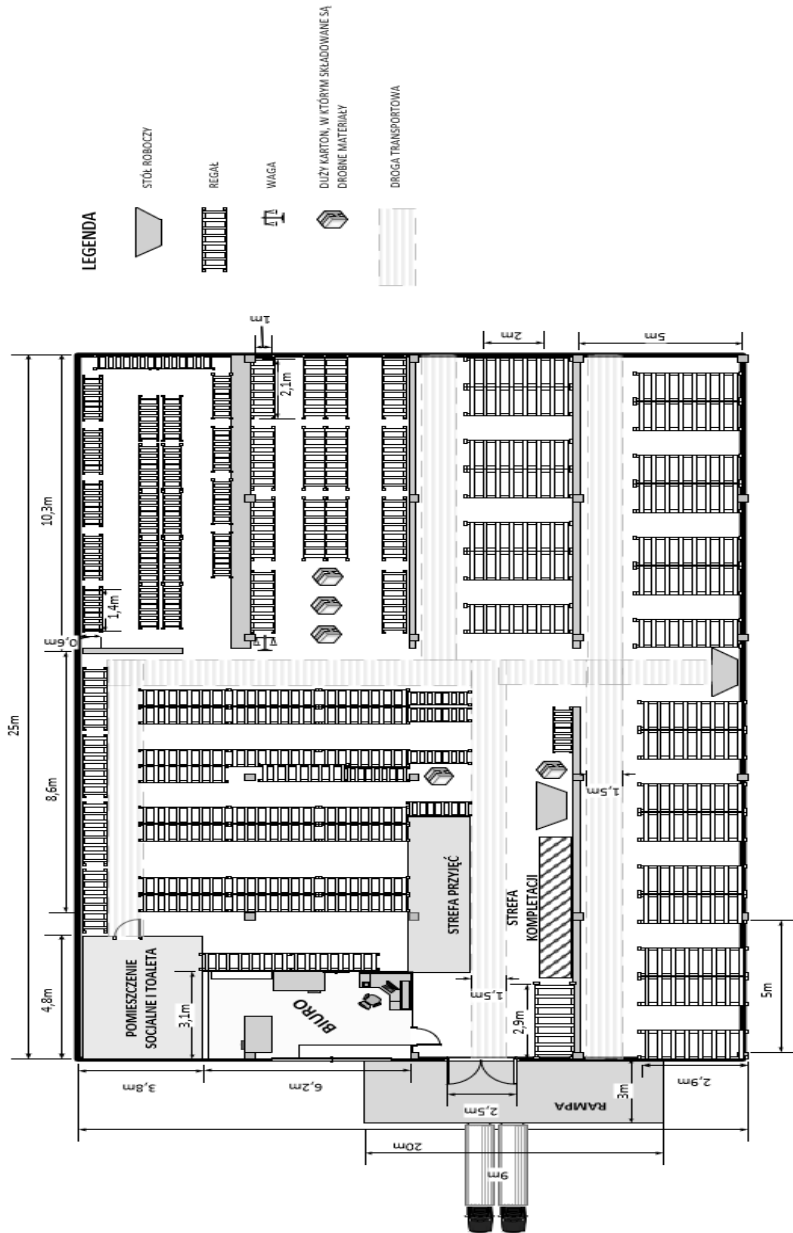 LEGENDA
STÓŁ ROBOCZY
REGAŁ
WAGA
DUŻY KARTON, W KTÓRYM SKŁADOWANE SĄ
DROBNE MATERIAŁY
DROGA TRANSPORTOWA
25m
4,8m
8,6m
10,3m
0,6m
1,4m
1m
2,1m
2m
5m
POMIESZCZENIE
SOCJALNE I TOALETA
3,1m
BIURO
STREFA PRZYJĘĆ
STREFA
KOMPLETACJI
1,5m
1,5m
2,9m
5m
3,8m
6,2m
2,5m
RAMPA
3m
2,9m
20m
9m